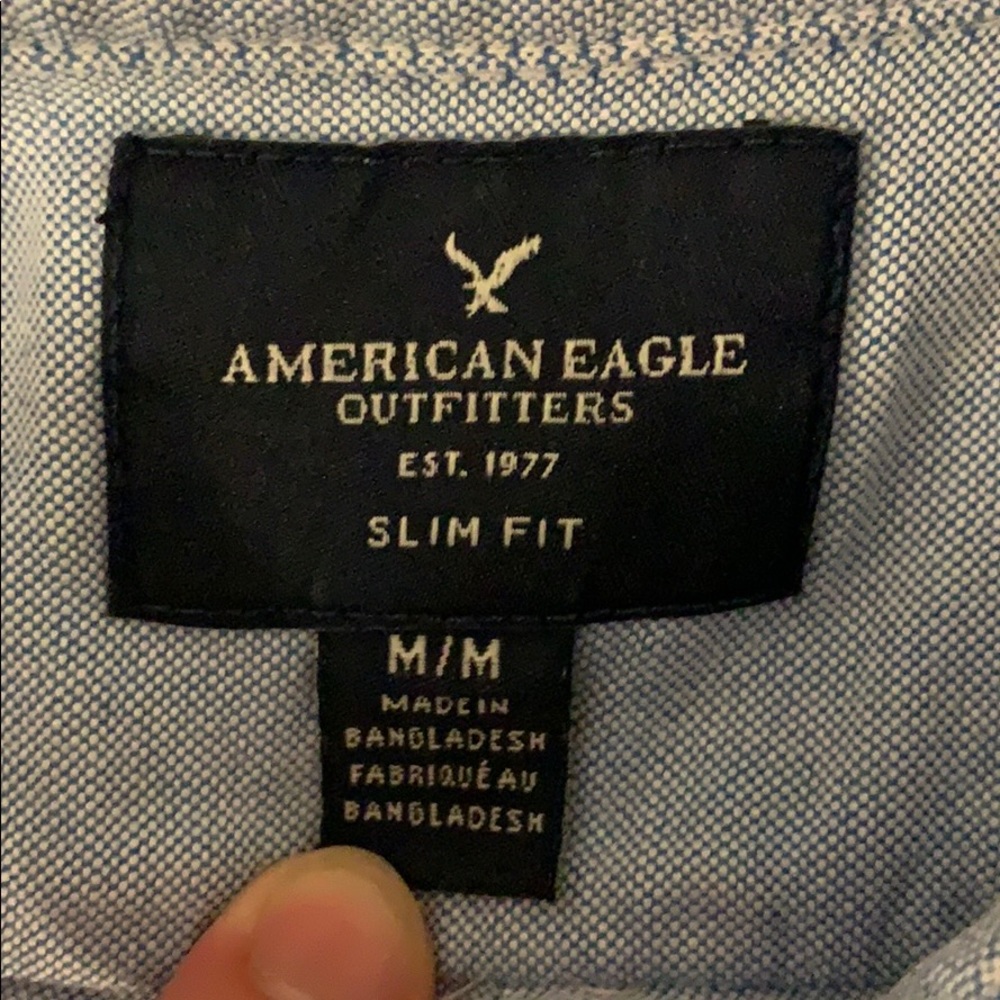 AMERICAN EAGLE
OUTFITTERS
EST. 1977
SLIM FIT
M/M
MADE IN
BANGLADESH
FABRIQUÉ AU
BANGLADESH